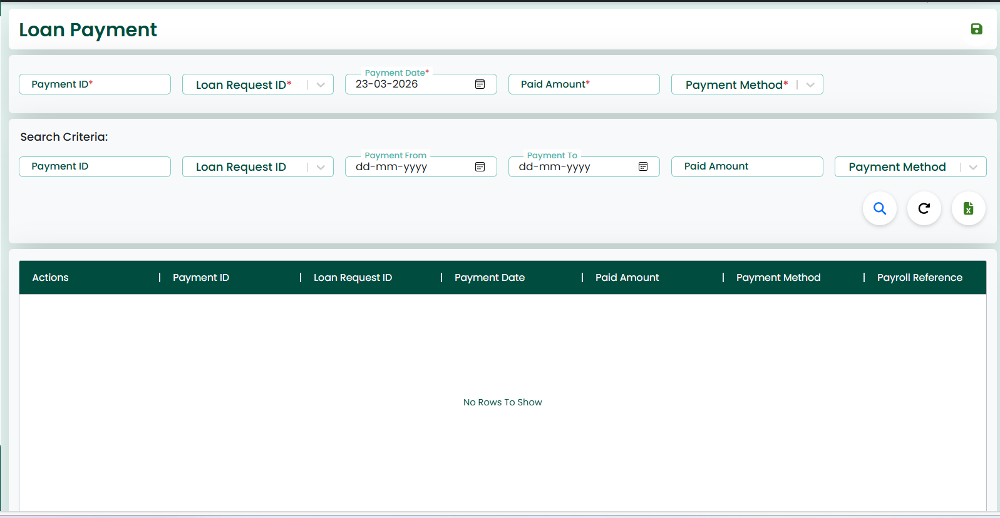 Loan Payment
Payment ID*
Loan Request ID*
Payment Date*
23-03-2026
Paid Amount*
Payment Method*
Search Criteria:
Payment ID
Loan Request ID
Payment From
dd-mm-yyyy
Payment To
dd-mm-yyyy
Paid Amount
Payment Method
Actions | Payment ID | Loan Request ID | Payment Date | Paid Amount | Payment Method | Payroll Reference
No Rows To Show